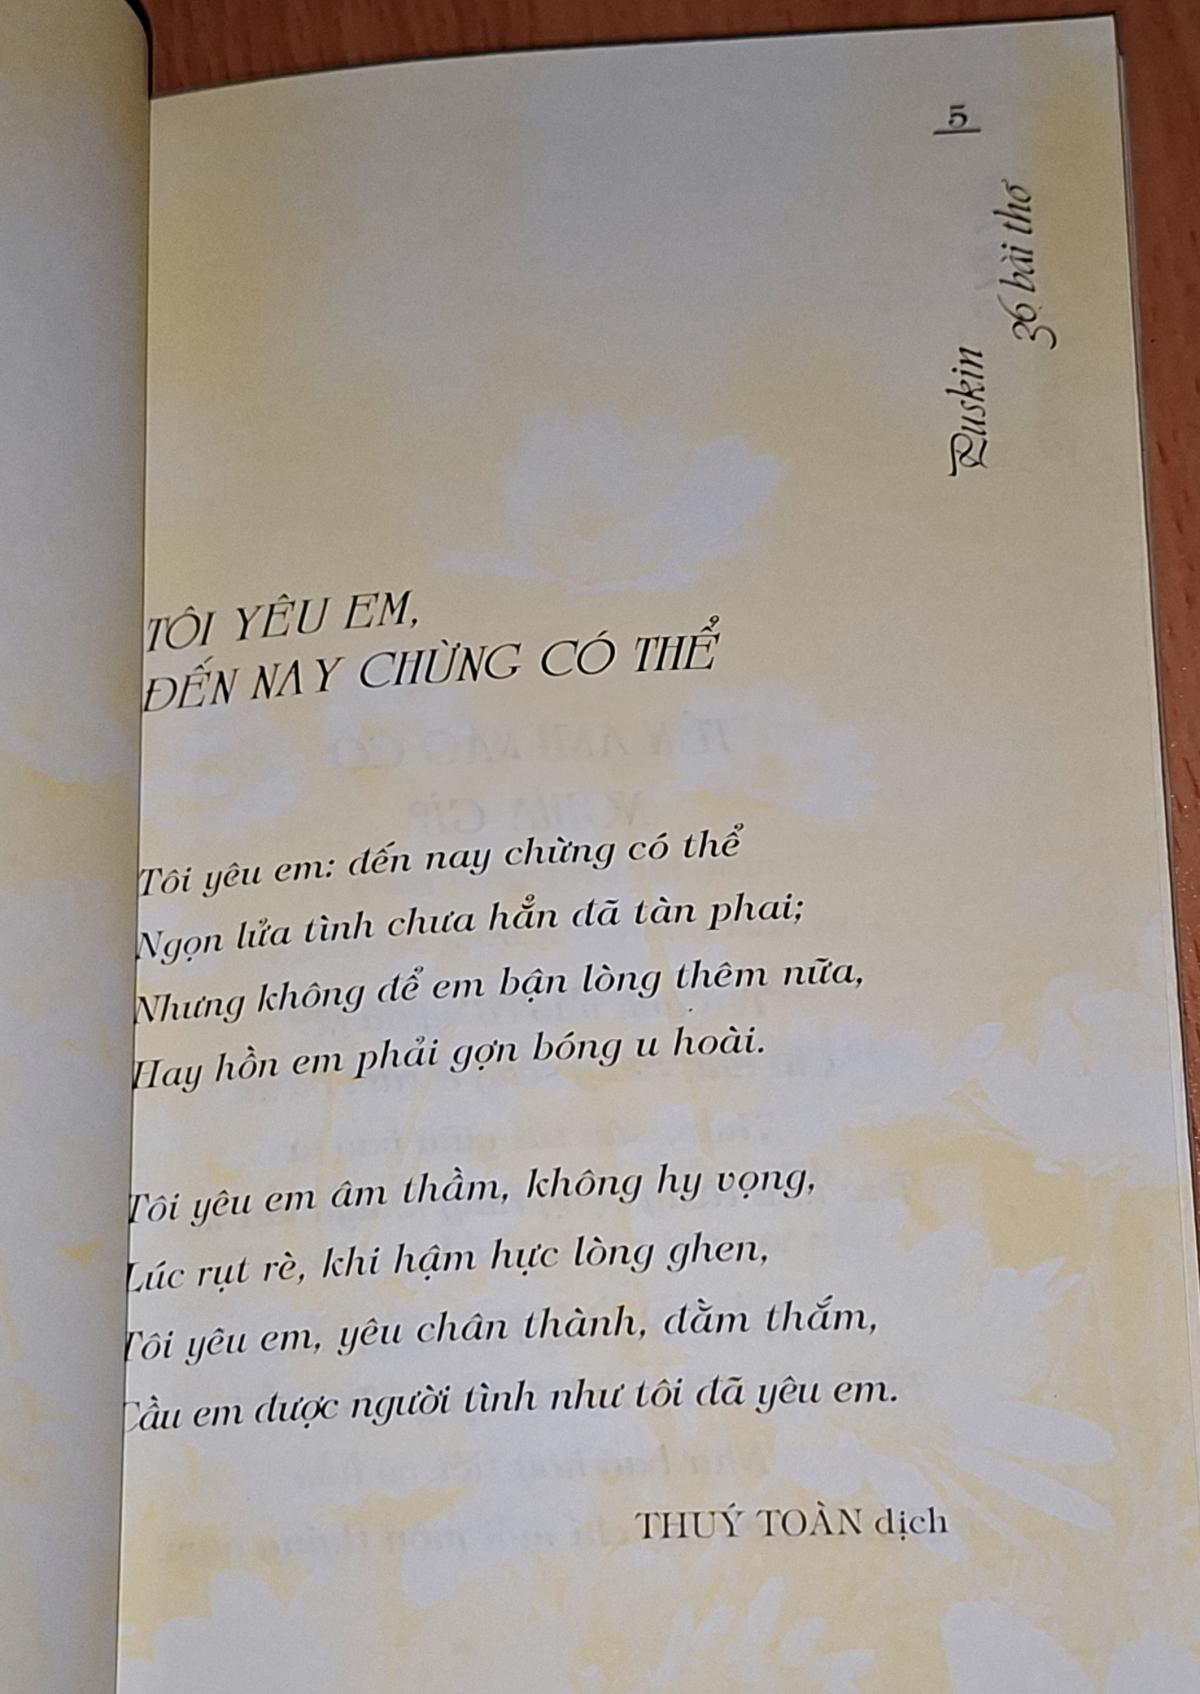 5
Puskin
36 bài thơ
TÔI YÊU EM,
ĐẾN NAY CHỪNG CÓ THỂ
Tôi yêu em: đến nay chừng có thể
Ngọn lửa tình chưa hẳn đã tàn phai;
Nhưng không để em bận lòng thêm nữa,
Hay hồn em phải gợn bóng u hoài.
Tôi yêu em âm thầm, không hy vọng,
Lúc rụt rè, khi hậm hực lòng ghen,
Tôi yêu em, yêu chân thành, đằm thắm,
Cầu em được người tình như tôi đã yêu em.
THUÝ TOÀN dịch